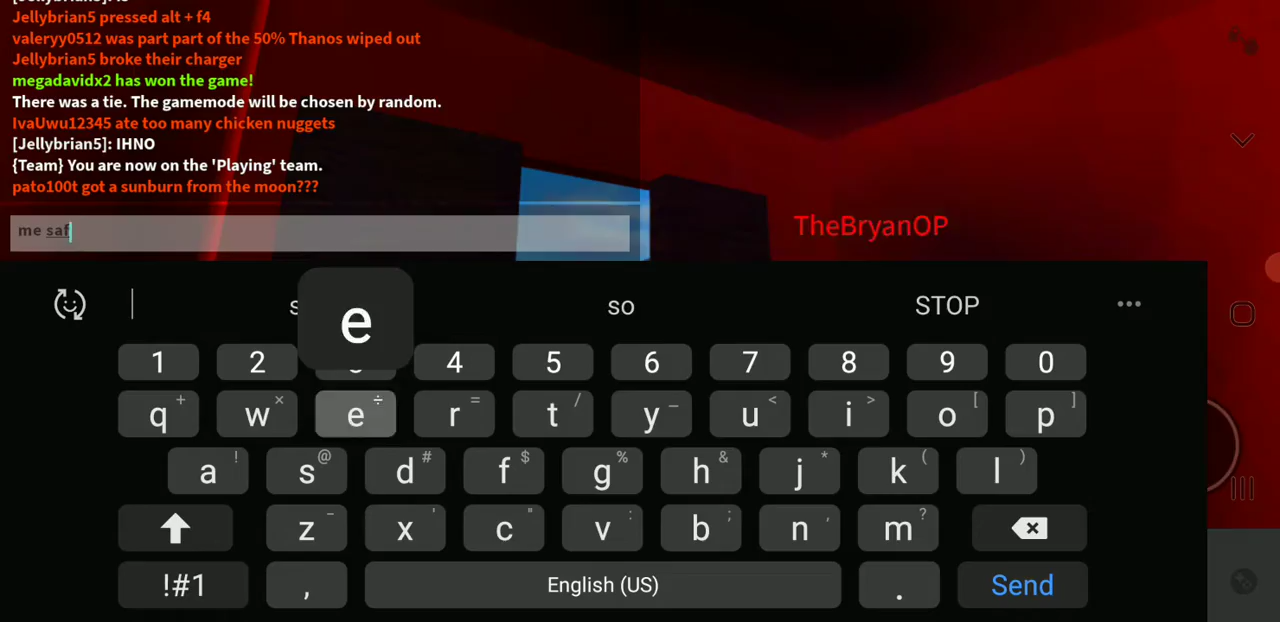 Jellybrian5 pressed alt + f4
valeryy0512 was part part of the 50% Thanos wiped out
Jellybrian5 broke their charger
megadavidx2 has won the game!
There was a tie. The gamemode will be chosen by random.
IvaUwu12345 ate too many chicken nuggets
[Jellybrian5]: IHNO
{Team} You are now on the 'Playing' team.
pato100t got a sunburn from the moon???
me saf
TheBryanOP
e
so
STOP
•••
1 2 4 5 6 7 8 9 0
q + w × e ÷ r = t / y _ u < i > o [ p ]
a ! s @ d # f $ g % h & j * k ( l )
z - x ' c " v : b ; n , m ?
!#1 , English (US) . Send